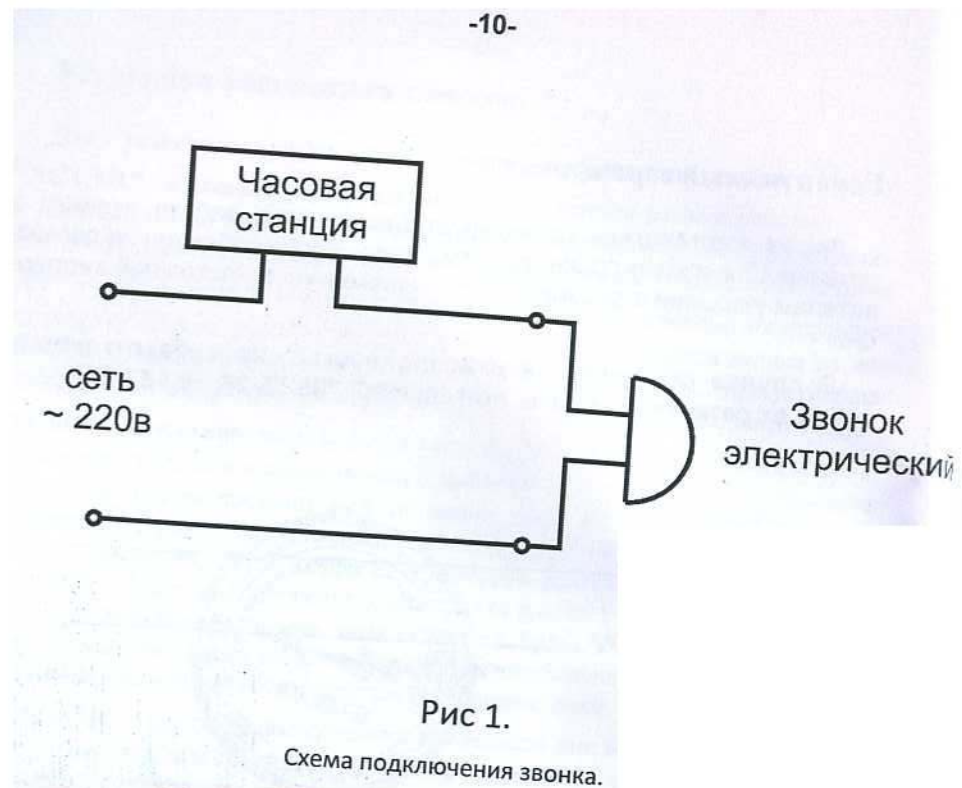 -10-
Часовая
станция
сеть
~ 220в
Звонок
электрический
Рис 1.
Схема подключения звонка.